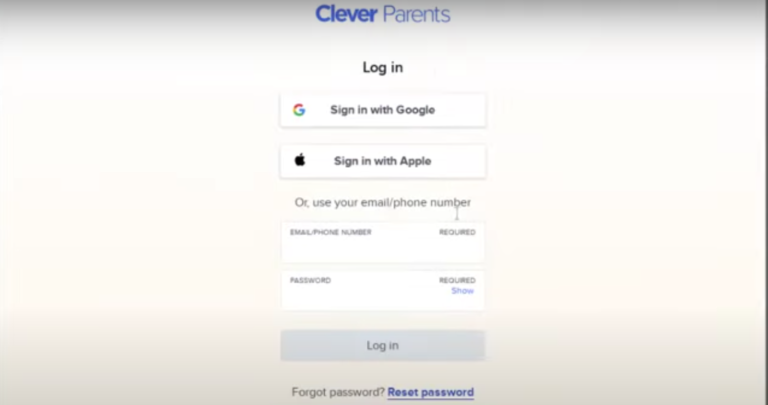 Clever Parents
Log in
Sign in with Google
Sign in with Apple
Or, use your email/phone number
EMAIL/PHONE NUMBER REQUIRED
PASSWORD REQUIRED
Show
Log in
Forgot password? Reset password